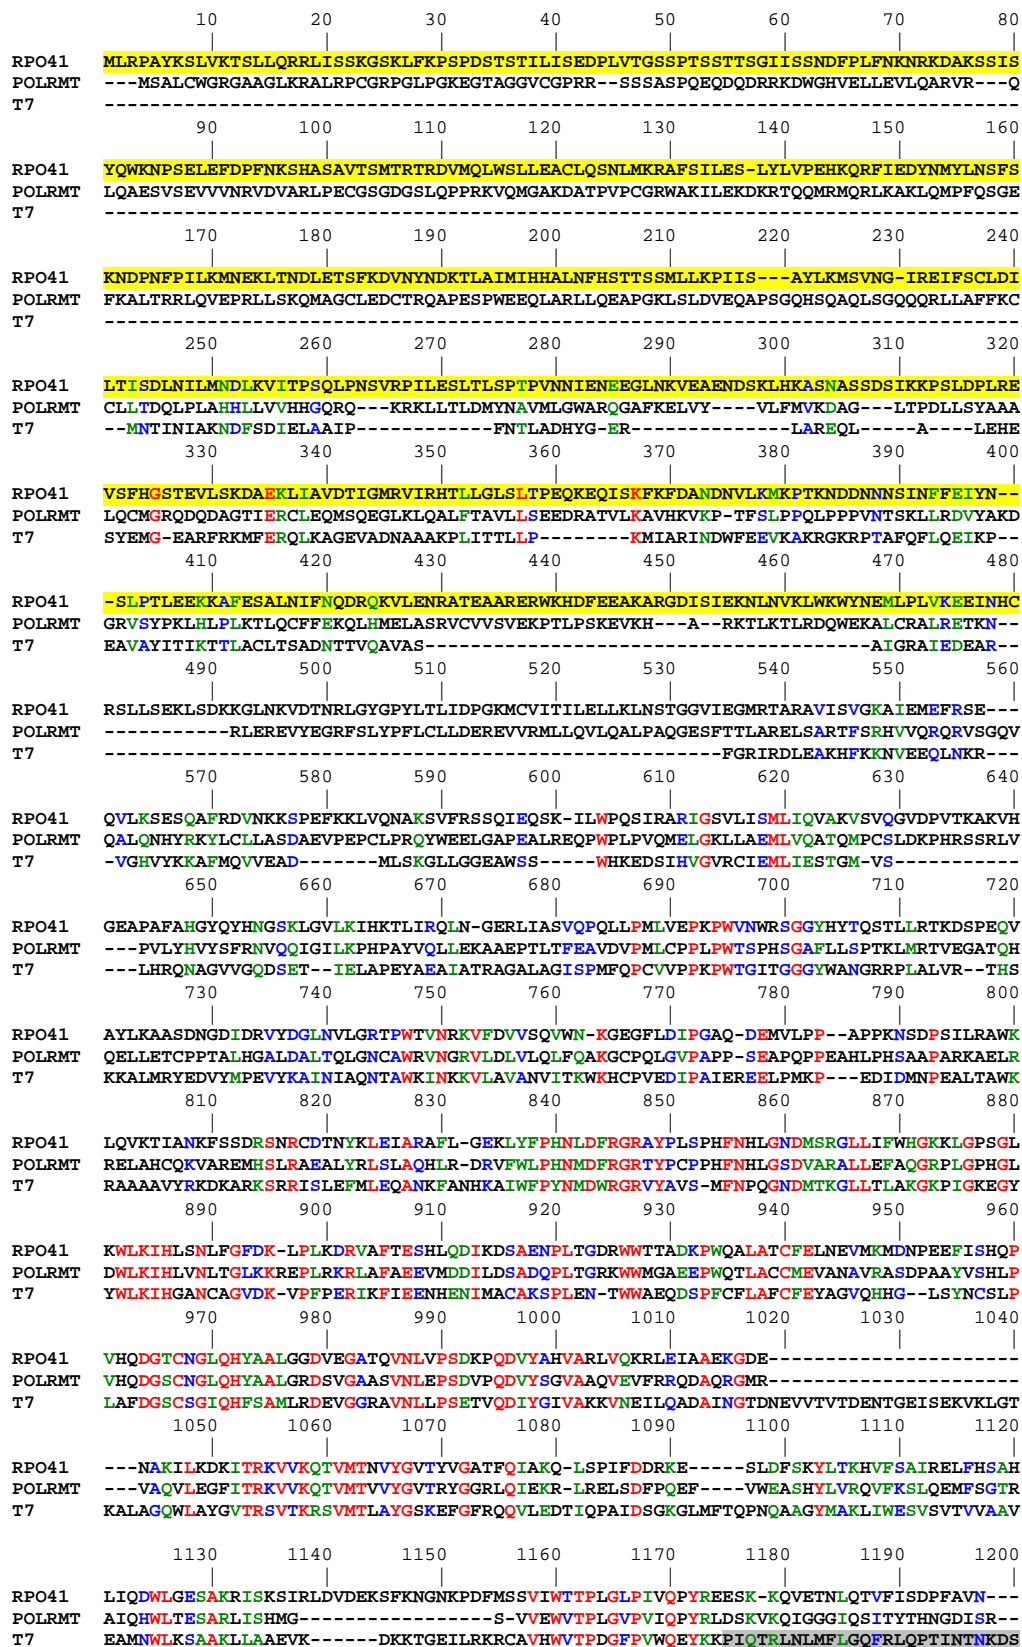 10 20 30 40 50 60 70 80
RPO41 MLRPAYKSLVKTSLLQRRLISSKGSKLFKPSPDSTSTILISEDPLVTGSSPTSSTTSGIISSNDFPLFNKNRKDAKSSIS
POLRMT ---MSALCWGRGAAGLKRALRPCGRPGLPGKEGTAGGVCGPRR--SSSASPQEQDQDRRKDWGHVELLEVLQARVR---Q
T7 --------------------------------------------------------------------------------
90 100 110 120 130 140 150 160
RPO41 YQWKNPSELEFDPFNKSHASAVTSMTRTRDVMQLWSLLEACLQSNLMKRAFSILES-LYLVPEHKQRFIEDYNMYLNSFS
POLRMT LQAESVSEVVVNRVDVARLPECGSGDGSLQPPRKVQMGAKDATPVPCGRWAKILEKDKRTQQMRMQRLKAKLQMPFQSGE
T7 --------------------------------------------------------------------------------
170 180 190 200 210 220 230 240
RPO41 KNDPNFPILKMNEKLTNDLETSFKDVNYNDKTLAIMIHHALNFHSTTSSMLLKPIIS---AYLKMSVNG-IREIFSCLDI
POLRMT FKALTRRLQVEPRLLSKQMAGCLEDCTRQAPESPWEEQLARLLQEAPGKLSLDVEQAPSGQHSQAQLSGQQQRLLAFFKC
T7 --------------------------------------------------------------------------------
250 260 270 280 290 300 310 320
RPO41 LTISDLNILMNDLKVITPSQLPNSVRPILESLTLSPTPVNNIENEEGLNKVEAENDSKLHKASNASSDSIKKPSLDPLRE
POLRMT CLLTDQLPLAHHLLVVHHGQRQ---KRKLLTLDMYNAVMLGWARQGAFKELVY-----VLFMVKDAG---LTPDLLSYAAA
T7 --MNTINIAKNDFSDIELAAIP----------FNTLADHYG-ER--------------LAREQL-----A----LEHE
330 340 350 360 370 380 390 400
RPO41 VSFHGSTEVLSKDAEKLIAVDTIGMRVIRHTLLGLSLTPEQKEQISKFKFDANDNVLKMKPTKNDDNNNSINFFEIYN--
POLRMT LQCMGRQDQDAGTIERCLEQMSQEGLKLQALFTAVLLSEEDRATVLKAVHKVKP-TFSLPPQLPPPVNTSKLLRDVYAKD
T7 SYEMG-EARFRKMFERQLKAGEVADNAAAKPLITTLLP--------KMIARINDWFEEVKAKRGKRPTAFQFLQEIKP--
410 420 430 440 450 460 470 480
RPO41 -SLPTLEEKKAFESALNIFNQDRQKVLENRATEAARERWKHDFEEAKARGDISIEKNLNVKLWKWYNEMLPLVKEEINHC
POLRMT GRVSYPKLHLPLKTLQCFFEKQLHMELASRVCVVSVEKPTLPSKEVKH---A--RKTLKTLRDQWEKALCRALRETKN--
T7 EAVAYITIKTTLACLTSADNTTVQAVAS---------------------------------------AIGRAIEDEAR--
490 500 510 520 530 540 550 560
RPO41 RSLLSEKLSDKKGLNKVDTNRLGYGPYLTLIDPGKMCVITILELLKLNSTGGVIEGMRTARAVISVGKAIEMEFRSE---
POLRMT -----------RLEREVYEGRFSLYPFLCLLDEREVVRMLLQVLQALPAQGESFTTLARELSARTFSRHVVQRQRVSGQV
T7 ------------------------------------------------------FGRIRDLEAKHFKKNVEEQLNKR---
570 580 590 600 610 620 630 640
RPO41 QVLKSESQAFRDVNKKSPEFKKLVQNAKSVFRSSQIEQSK-ILWPQSIRARIGSVLISMLIQVAKVSVQGVDPVTKAKVH
POLRMT QALQNHYRKYLCLLASDAEVPEPCLPRQYWEELGAPEALREQPWPLPVQMELGKLLAEMLVQATQMPCSLDKPHRSSRLV
T7 -VGHVYKKAFMQVVEAD-------MLSKGLLGGEAWSS-----WHKEDSIHVGVRCIEMLIESTGM-VS-----------
650 660 670 680 690 700 710 720
RPO41 GEAPAFAHGYQYHNGSKLGVLKIHKTLIRQLN-GERLIASVQPQLLPMLVEPKPWVNWRSGGYHYTQSTLLRTKDSPEQV
POLRMT ---PVLYHVYSFRNVQQIGILKPHPAYVQLLEKAAEPTLTFEAVDVPMLCPPLPWTSPHSGAFLLSPTKLMRTVEGATQH
T7 ---LHRQNAGVVGQDSET--IELAPEYAEAIATRAGALAGISPMFQPCVVPPKPWTGITGGGYWANGRRPLALVR--THS
730 740 750 760 770 780 790 800
RPO41 AYLKAASDNGDIDRVYDGLNVLGRTPWTVNRKVFDVVSQVWN-KGEGFLDIPGAQ-DEMVLPP--APPKNSDPSILRAWK
POLRMT QELLETCPPTALHGALDALTQLGNCAWRVNGRVLDLVLQLFQAKGCPQLGVPAPP-SEAPQPPEAHLPHSAAPARKAELR
T7 KKALMRYEDVYMPEVYKAINIAQNTAWKINKKVLAVANVITKWKHCPVEDIPAIEREELPMKP---EDIDMNPEALTAWK
810 820 830 840 850 860 870 880
RPO41 LQVKTIANKFSSDRSNRCDTNYKLEIARAFL-GEKLYFPHNLDFRGRAYPLSPHFNHLGNDMSRGLLIFWHGKKLGPSGL
POLRMT RELAHCQKVAREMHSLRAEALYRLSLAQHLR-DRVFWLPHNMDFRGRTYPCPPHFNHLGSDVARALLEFAQGRPLGPHGL
T7 RAAAAVYRKDKARKSRRISLEFMLEQANKFANHKAIWFPYNMDWRGRVYAVS-MFNPQGNDMTKGLLTLAKGKPIGKEGY
890 900 910 920 930 940 950 960
RPO41 KWLKIHLSNLFGFDK-LPLKDRVAFTESHLQDIKDSAENPLTGDRWWTTADKPWQALATCFELNEVMKMDNPEEFISHQP
POLRMT DWLKIHLVNLTGLKKREPLRKRLAFAEEVMDDILDSADQPLTGRKWWMGAEEPWQTLACCMEVANAVRASDPAAYVSHLP
T7 YWLKIHGANCAGVDK-VPFPERIKFIEENHENIMACAKSPLEN-TWWAEQDSPFCFLAFCFEYAGVQHHG--LSYNCSLP
970 980 990 1000 1010 1020 1030 1040
RPO41 VHQDGTCNGLQHYAALGGDVEGATQVNLVPSDKPQDVYAHVARLVQKRLEIAAEKGDE----------------------
POLRMT VHQDGSCNGLQHYAALGRDSVGAASVNLEPSDVPQDVYSGVAAQVEVFRRQDAQRGMR----------------------
T7 LAFDGSCSGIQHFSAMLRDEVGGRAVNLLPSETVQDIYGIVAKKVNEILQADAINGTDNEVVTVTDENTGEISEKVKLGT
1050 1060 1070 1080 1090 1100 1110 1120
RPO41 ---NAKILKDKITRKVVKQTVMTNVYGVTYVGATFQIAKQ-LSPIFDDRKE-----SLDFSKYLTKHVFSAIRELFHSAH
POLRMT ---VAQVLEGFITRKVVKQTVMTVVYGVTRYGGRLQIEKR-LRELSDFPQEF----VWEASHYLVRQVFKSLQEMFSGTR
T7 KALAGQWLAYGVTRSVTKRSVMTLAYGSKEFGFRQQVLEDTIQPAIDSGKGLMFTQPNQAAGYMAKLIWESVSVTVVAAV
1130 1140 1150 1160 1170 1180 1190 1200
RPO41 LIQDWLGESAKRISKSIRLDVDEKSFKNGNKPDFMSSVIWTTPLGLPIVQPYREESK-KQVETNLQTVFISDPFAVN---
POLRMT AIQHWLTESARLISHMG----------------S-VVEWVTPLGVPVIQPYRLDSKVKQIGGGIQSITYTHNGDISR---
T7 EAMNWLKSAAKLLAAEVK------DKKTGEILRKRCAVHWVTPDGFPVWQEYKKPIQTRLNLMFLGQFRLQPTINTNKDS